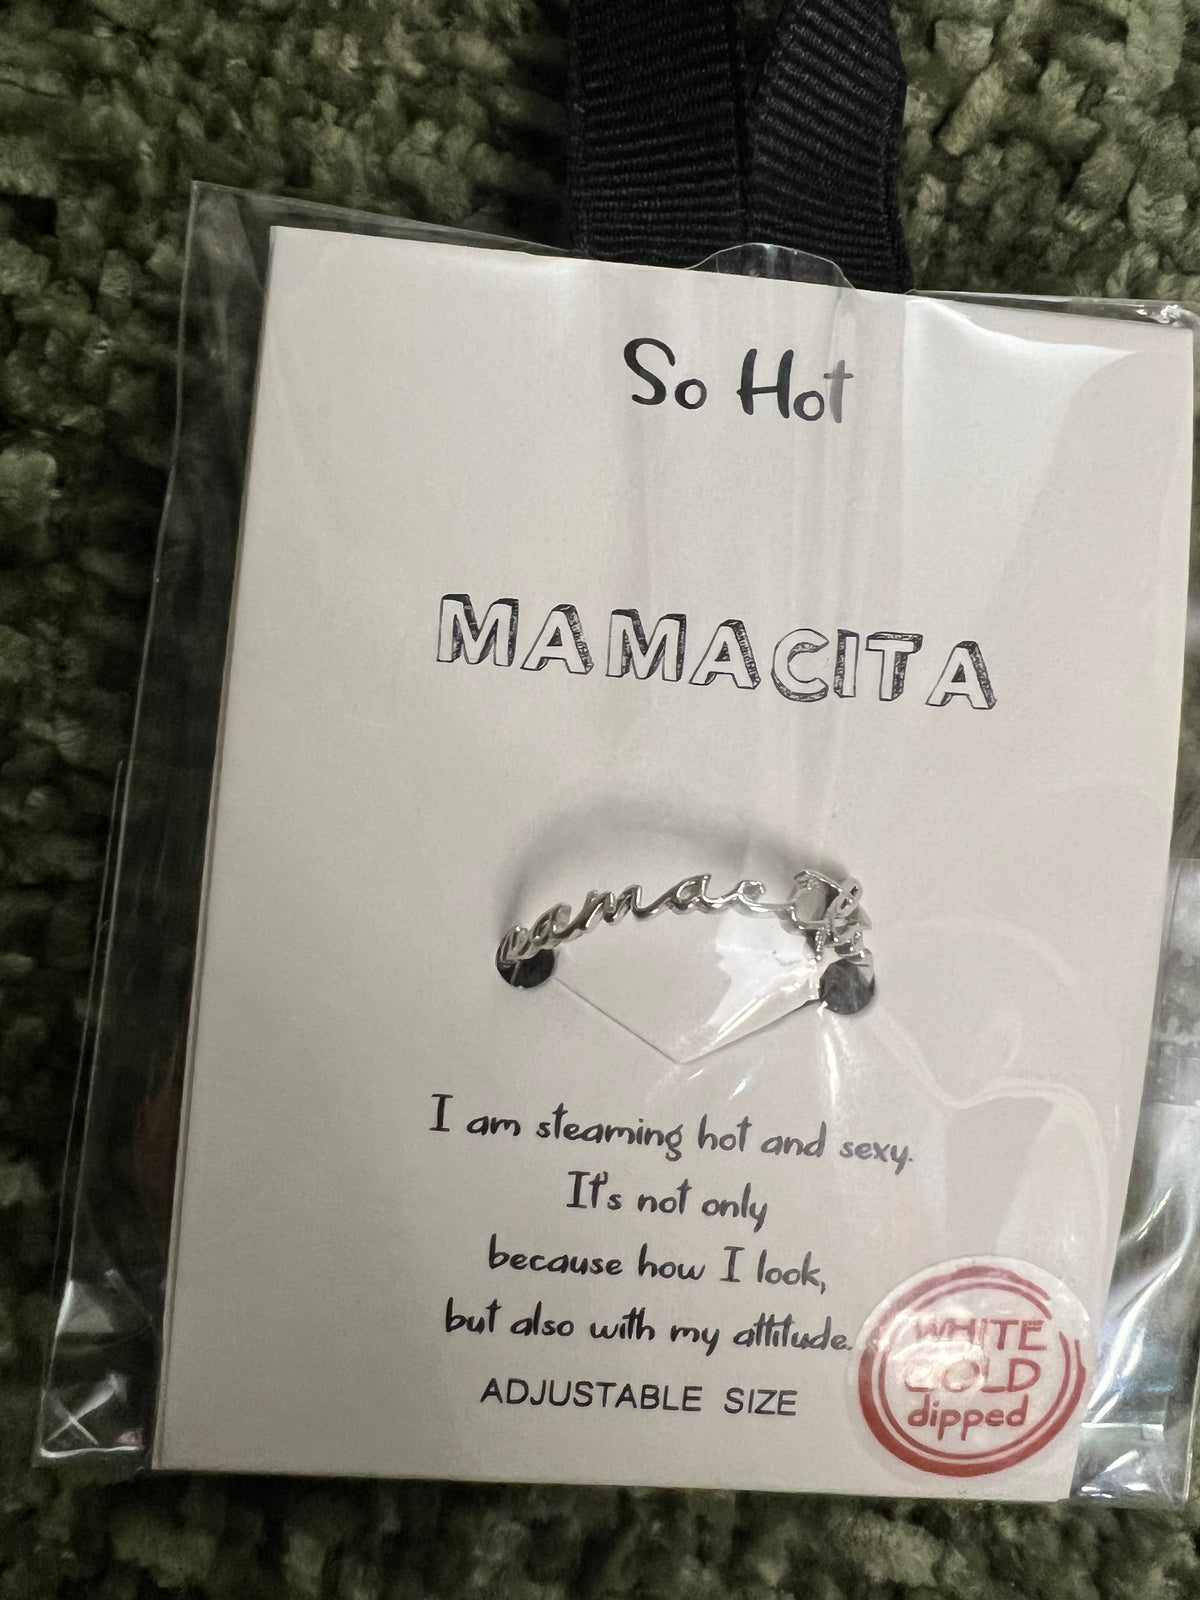 So Hot
MAMACITA
mamacita
I am steaming hot and sexy.
It's not only
because how I look,
but also with my attitude.
ADJUSTABLE SIZE
WHITE
GOLD
dipped